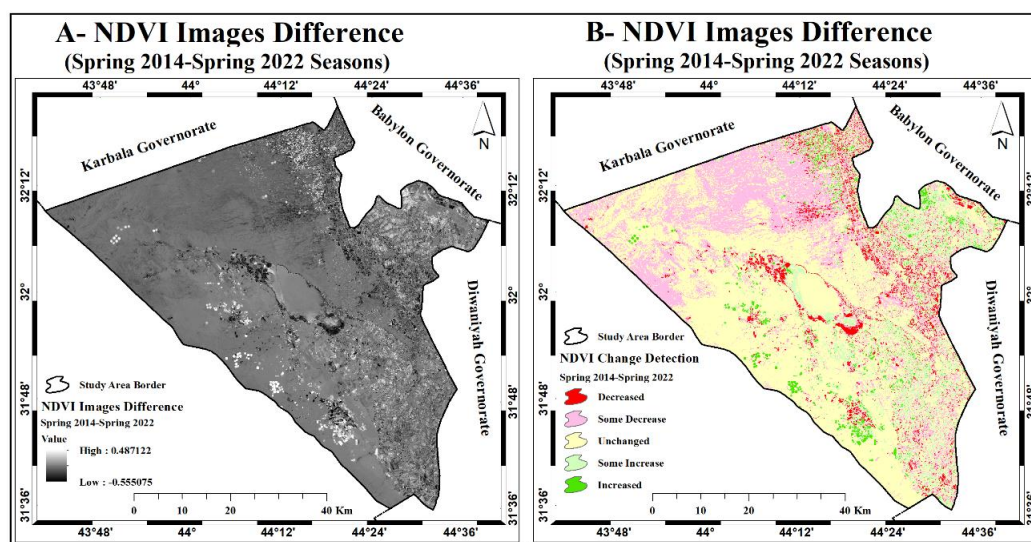 A- NDVI Images Difference
(Spring 2014-Spring 2022 Seasons)
43°48' 44° 44°12' 44°24' 44°36'
Karbala Governorate
Babylon Governorate
N
32°12'
32°12'
32°
32°
Diwaniyah Governorate
31°48'
31°48'
31°36'
31°36'
Study Area Border
NDVI Images Difference
Spring 2014-Spring 2022
Value
High : 0.487122
Low : -0.555075
0 10 20 40 Km
43°48' 44° 44°12' 44°24' 44°36'
B- NDVI Images Difference
(Spring 2014-Spring 2022 Seasons)
43°48' 44° 44°12' 44°24' 44°36'
Karbala Governorate
Babylon Governorate
N
32°12'
32°
Diwaniyah Governorate
31°48'
31°36'
Study Area Border
NDVI Change Detection
Spring 2014-Spring 2022
Decreased
Some Decrease
Unchanged
Some Increase
Increased
0 10 20 40 Km
43°48' 44° 44°12' 44°24' 44°36'